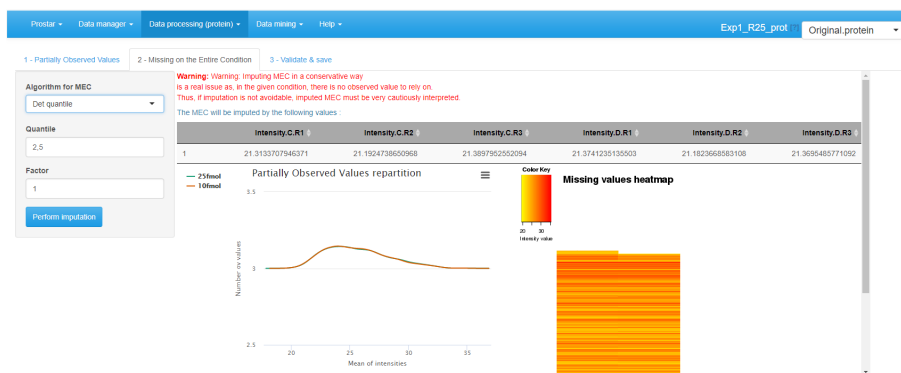 Prostar Data manager Data processing (protein) Data mining Help Exp1_R25_prot Original.protein
1 - Partially Observed Values 2 - Missing on the Entire Condition 3 - Validate & save
Algorithm for MEC
Det quantile
Quantile
2,5
Factor
1
Perform imputation
Warning: Warning: Imputing MEC in a conservative way
is a real issue as, in the given condition, there is no observed value to rely on.
Thus, if imputation is not avoidable, imputed MEC must be very cautiously interpreted.
The MEC will be imputed by the following values :
Intensity.C.R1 Intensity.C.R2 Intensity.C.R3 Intensity.D.R1 Intensity.D.R2 Intensity.D.R3
1 21.3133707946371 21.1924738650968 21.3897952552094 21.3741235135503 21.1823668583108 21.3695485771092
25fmol
10fmol
Partially Observed Values repartition
3.5
3
2.5
Number ov values
20 25 30 35
Mean of intensities
Color Key
20 30
Intensity value
Missing values heatmap